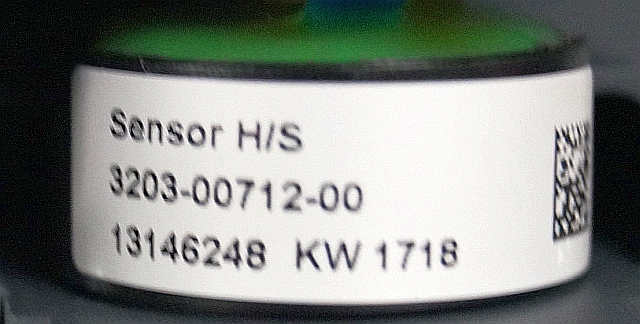 Sensor H/S
3203-00712-00
13146248 KW 1718